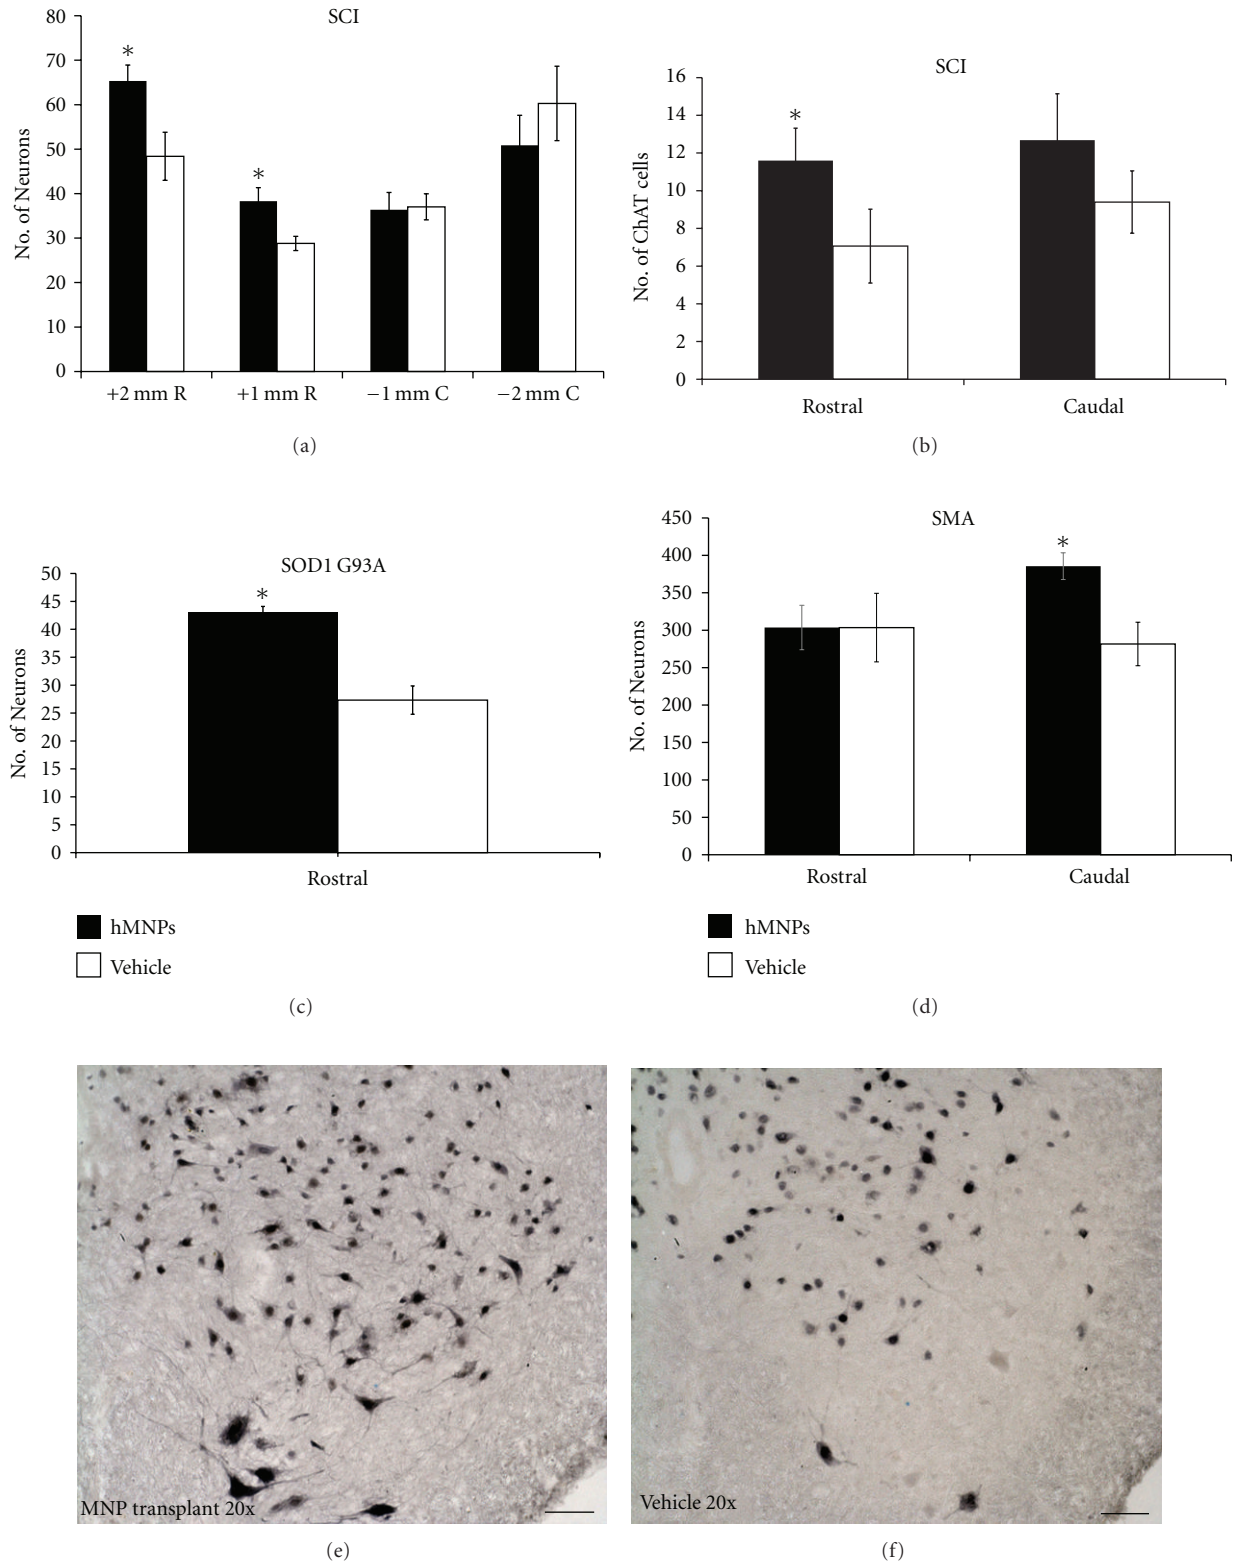 SCI
80
70
60
50
40
30
20
10
0
No. of Neurons
*
*
+2 mm R
+1 mm R
−1 mm C
−2 mm C
(a)
SCI
16
14
12
10
8
6
4
2
0
No. of ChAT cells
*
Rostral
Caudal
(b)
SOD1 G93A
50
45
40
35
30
25
20
15
10
5
0
No. of Neurons
*
Rostral
hMNPs
Vehicle
(c)
SMA
450
400
350
300
250
200
150
100
50
0
No. of Neurons
*
Rostral
Caudal
hMNPs
Vehicle
(d)
MNP transplant 20x
(e)
Vehicle 20x
(f)